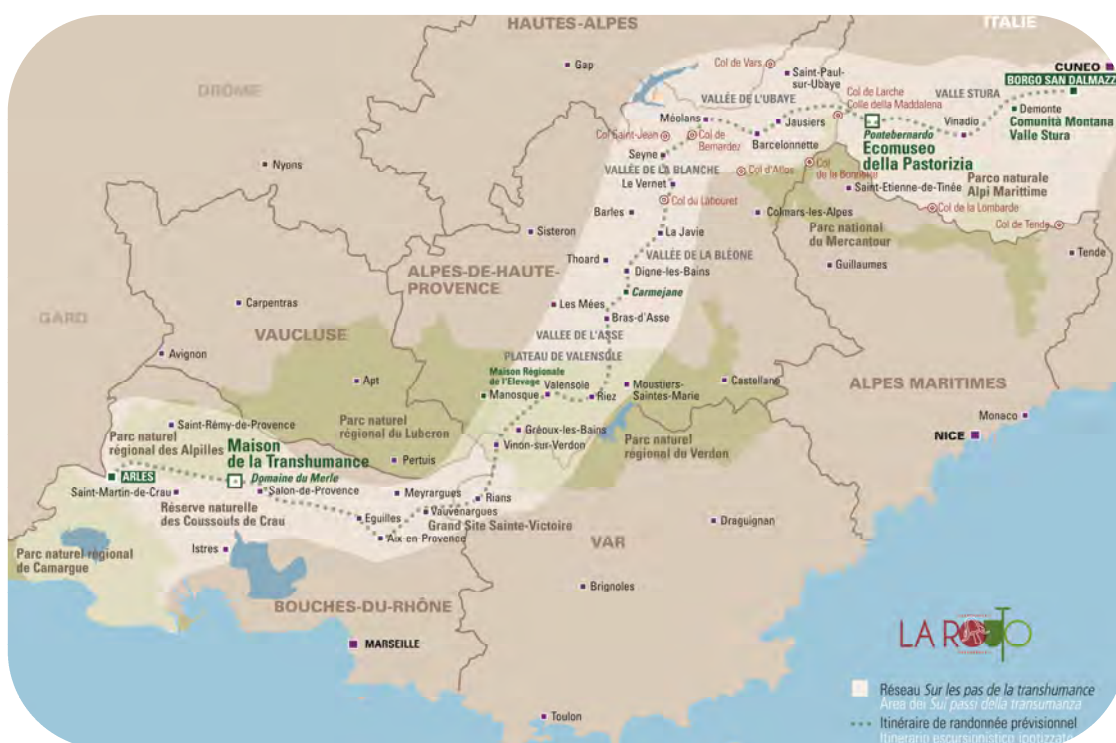 HAUTES-ALPES
ITALIE
Gap
Col de Vars
Saint-Paul-
sur-Ubaye
CUNEO
BORGO SAN DALMAZZ
DRÔME
VALLÉE DE L'UBAYE
Col de Larche
Colle della Maddalena
VALLE STURA
Demonte
Comunità Montana
Valle Stura
Méolans
Jausiers
Vinadio
Col Saint-Jean
Col de
Bernardez
Barcelonnette
Pontebernardo
Ecomuseo
della Pastorizia
Nyons
Seyne
VALLÉE DE LA BLANCHE
Col d'Allos
Col
de la Bonnette
Parco naturale
Alpi Marittime
Le Vernet
Saint-Etienne-de-Tinée
Col du Labouret
Barles
Colmars-les-Alpes
Col de la Lombarde
Col de Tende
Sisteron
La Javie
Parc national
du Mercantour
Tende
VALLÉE DE LA BLÉONE
Thoard
Guillaumes
ALPES-DE-HAUTE-
PROVENCE
Digne-les-Bains
Carmejane
Carpentras
Les Mées
GARD
Bras-d'Asse
VAUCLUSE
VALLÉE DE L'ASSE
Avignon
PLATEAU DE VALENSOLE
Maison Régionale
de l'Elevage
Apt
Manosque
Valensole
Riez
Moustiers-
Saintes-Marie
Castellane
ALPES MARITIMES
Monaco
Parc naturel
régional du Luberon
Saint-Rémy-de-Provence
Gréoux-les-Bains
NICE
Parc naturel
régional des Alpilles
Maison
de la Transhumance
Vinon-sur-Verdon
Parc naturel
régional du Verdon
Pertuis
ARLES
Domaine du Merle
Saint-Martin-de-Crau
Salon-de-Provence
Meyrargues
Rians
Réserve naturelle
des Coussouls de Crau
Vauvenargues
Eguilles
Grand Site Sainte-Victoire
Draguignan
Aix-en-Provence
VAR
Istres
Parc naturel régional
de Camargue
Brignoles
BOUCHES-DU-RHÔNE
MARSEILLE
LA ROUTO
Réseau Sur les pas de la transhumance
Area dei Sui passi della transumanza
Toulon
Itinéraire de randonnée prévisionnel
Itinerario escursionistico ipotizzato